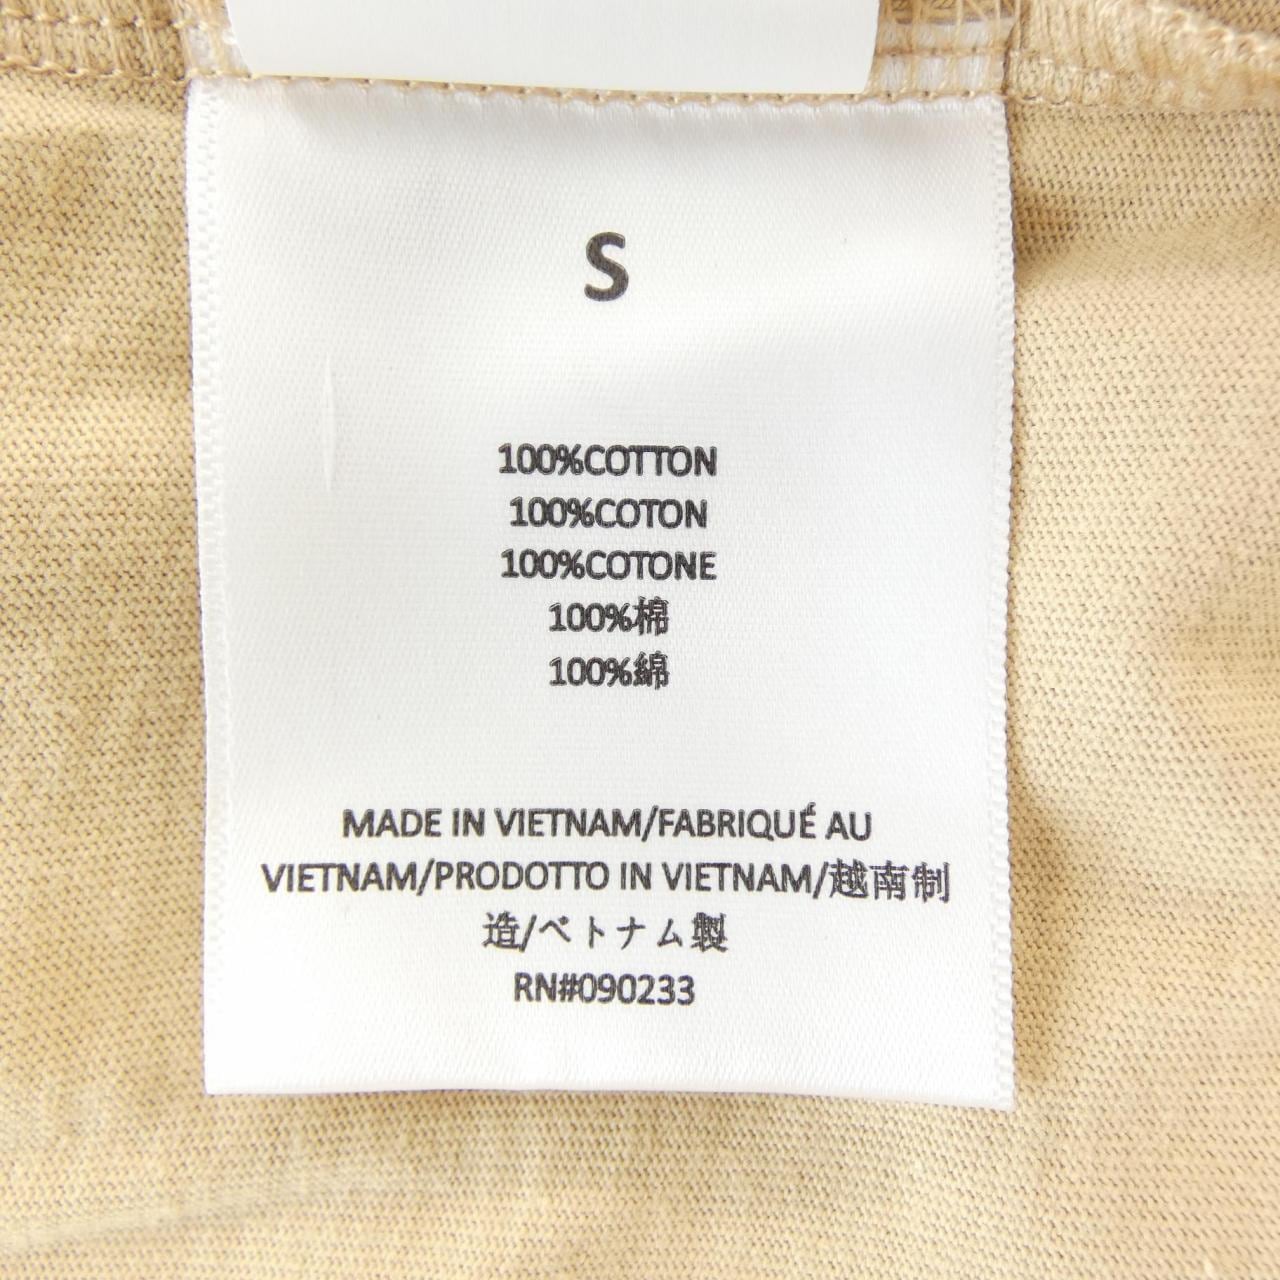 S
100%COTTON
100%COTON
100%COTONE
100%棉
100%綿
MADE IN VIETNAM/FABRIQUÉ AU
VIETNAM/PRODOTTO IN VIETNAM/越南制
造/ベトナム製
RN#090233